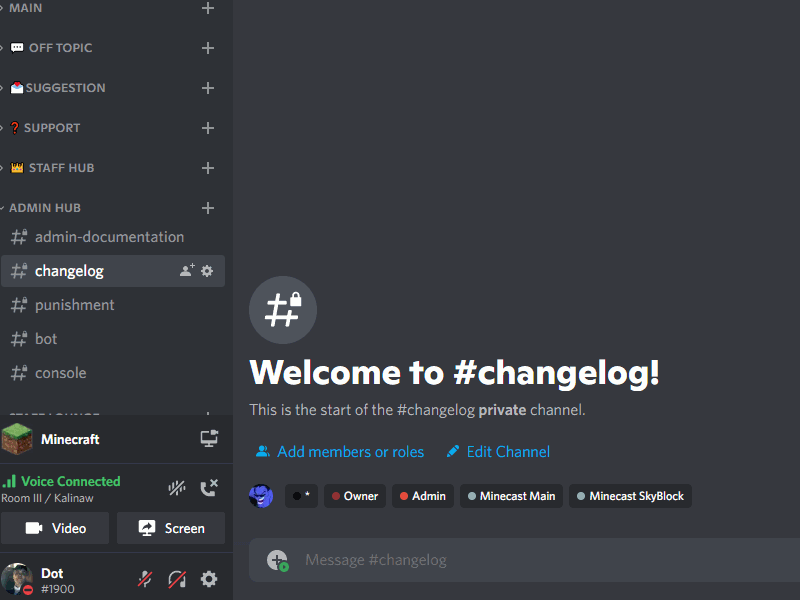 MAIN
OFF TOPIC
SUGGESTION
SUPPORT
STAFF HUB
ADMIN HUB
admin-documentation
changelog
punishment
bot
console
STAFF LOUNGE
Minecraft
Voice Connected
Room III / Kalinaw
Video
Screen
Dot
#1900
Welcome to #changelog!
This is the start of the #changelog private channel.
Add members or roles
Edit Channel
*
Owner
Admin
Minecast Main
Minecast SkyBlock
Message #changelog